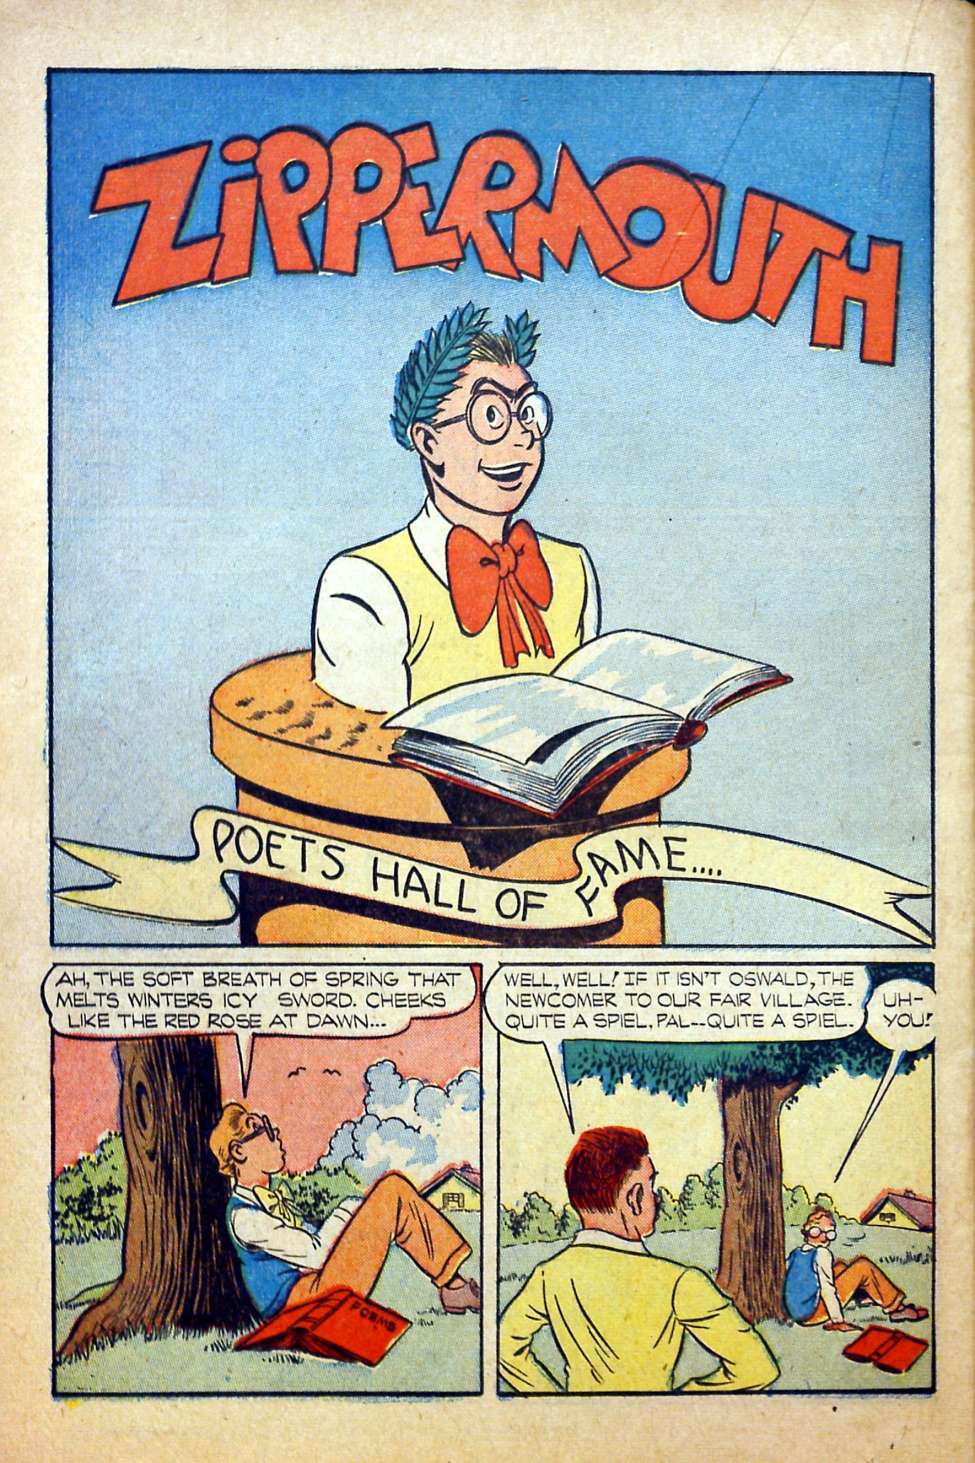 ZIPPERMOUTH
POETS HALL OF FAME....
AH, THE SOFT BREATH OF SPRING THAT
MELTS WINTERS ICY SWORD. CHEEKS
LIKE THE RED ROSE AT DAWN...
POEMS
WELL, WELL! IF IT ISN'T OSWALD, THE
NEWCOMER TO OUR FAIR VILLAGE.
QUITE A SPIEL, PAL--QUITE A SPIEL.
UH-
YOU!